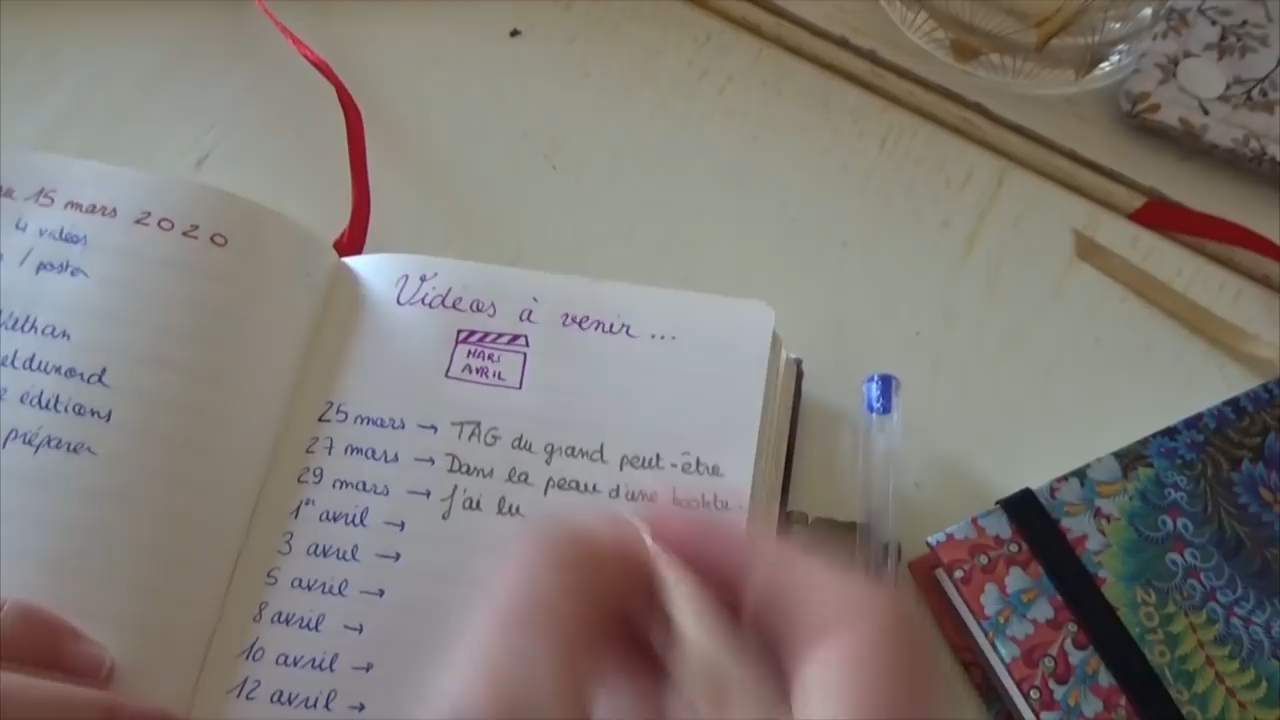 15 mars 2020
4 vidéos
/ poster
préparer
éditions
Vidéos à venir...
MARS
AVRIL
25 mars → TAG du grand peut-être
27 mars → Dans la peau d'une booktu
29 mars → J'ai lu
1er avril →
3 avril →
5 avril →
8 avril →
10 avril →
12 avril →
2019